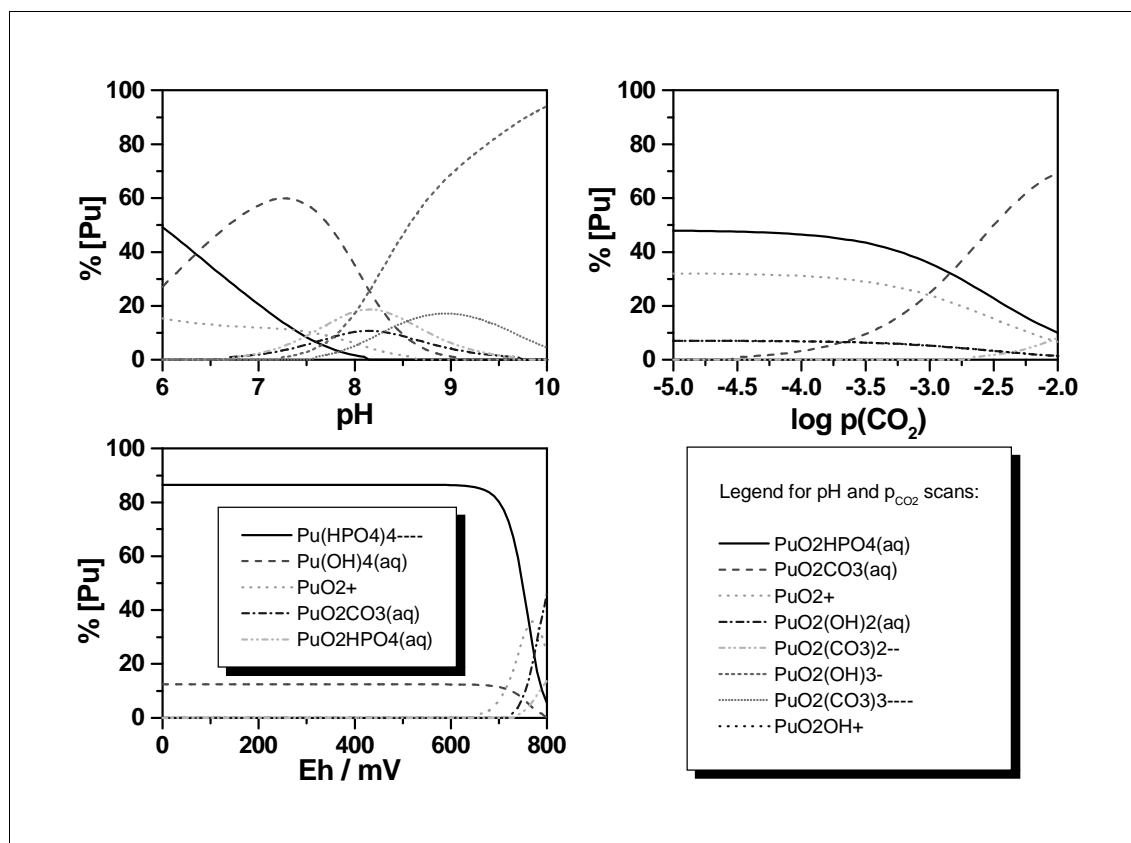 100
80
60
40
20
0
% [Pu]
6
7
8
9
10
pH
100
80
60
40
20
0
% [Pu]
-5.0
-4.5
-4.0
-3.5
-3.0
-2.5
-2.0
log p(CO2)
100
80
60
40
20
0
% [Pu]
Pu(HPO4)4----
Pu(OH)4(aq)
PuO2+
PuO2CO3(aq)
PuO2HPO4(aq)
0
200
400
600
800
Eh / mV
Legend for pH and pCO2 scans:
PuO2HPO4(aq)
PuO2CO3(aq)
PuO2+
PuO2(OH)2(aq)
PuO2(CO3)2--
PuO2(OH)3-
PuO2(CO3)3----
PuO2OH+